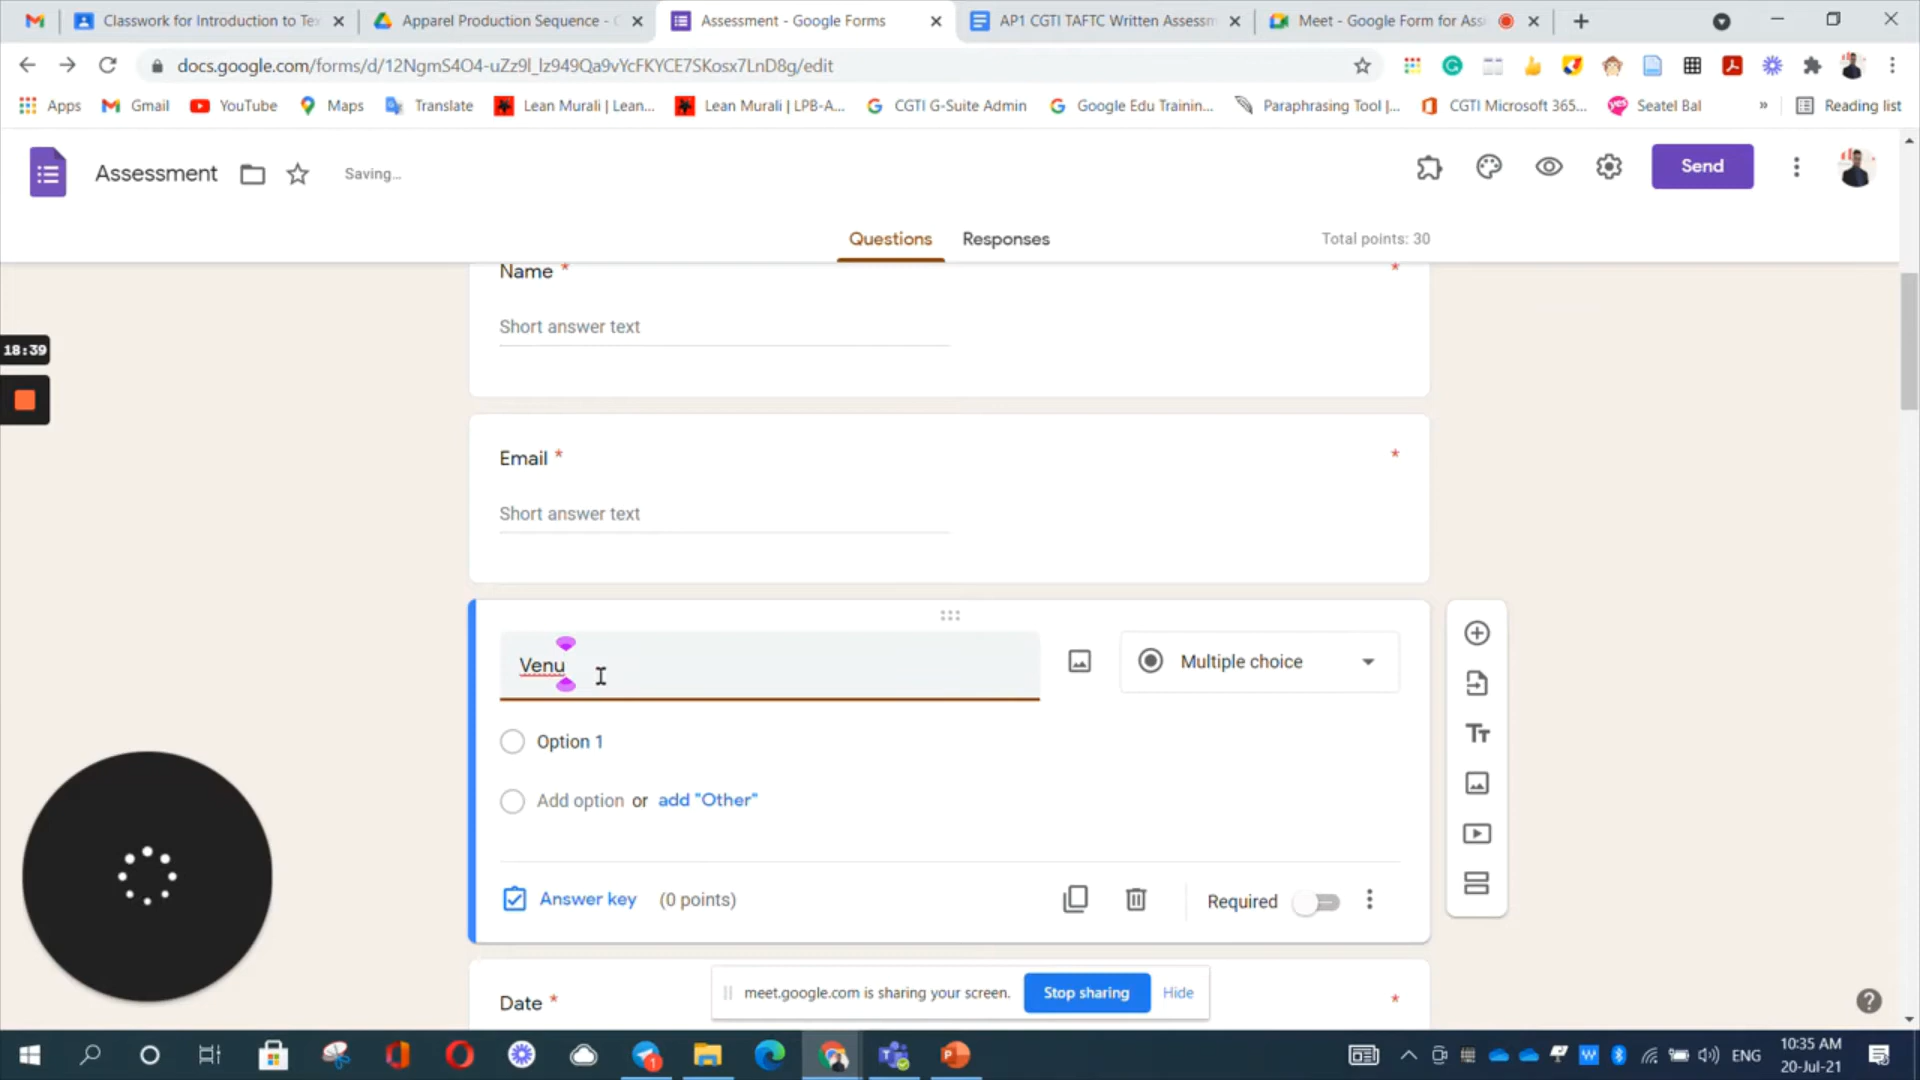 Classwork for Introduction to Te
Apparel Production Sequence -
Assessment - Google Forms
AP1 CGTI TAFTC Written Assessm
Meet - Google Form for Ass
docs.google.com/forms/d/12NgmS4O4-uZz9l_lz949Qa9vYcFKYCE7SKosx7LnD8g/edit
Apps
Gmail
YouTube
Maps
Translate
Lean Murali | Lean...
Lean Murali | LPB-A...
CGTI G-Suite Admin
Google Edu Trainin...
Paraphrasing Tool |...
CGTI Microsoft 365...
yes Seatel Bal
»
Reading list
Assessment
Saving...
Send
Questions
Responses
Total points: 30
Name *
*
Short answer text
18:39
Email *
*
Short answer text
Venu
Multiple choice
Option 1
Add option or add "Other"
Tt
Answer key (0 points)
Required
Date *
*
meet.google.com is sharing your screen.
Stop sharing
Hide
ENG
10:35 AM
20-Jul-21